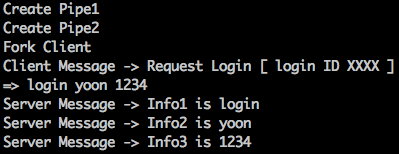 Create Pipe1
Create Pipe2
Fork Client
Client Message -> Request Login [ login ID XXXX ]
=> login yoon 1234
Server Message -> Info1 is login
Server Message -> Info2 is yoon
Server Message -> Info3 is 1234